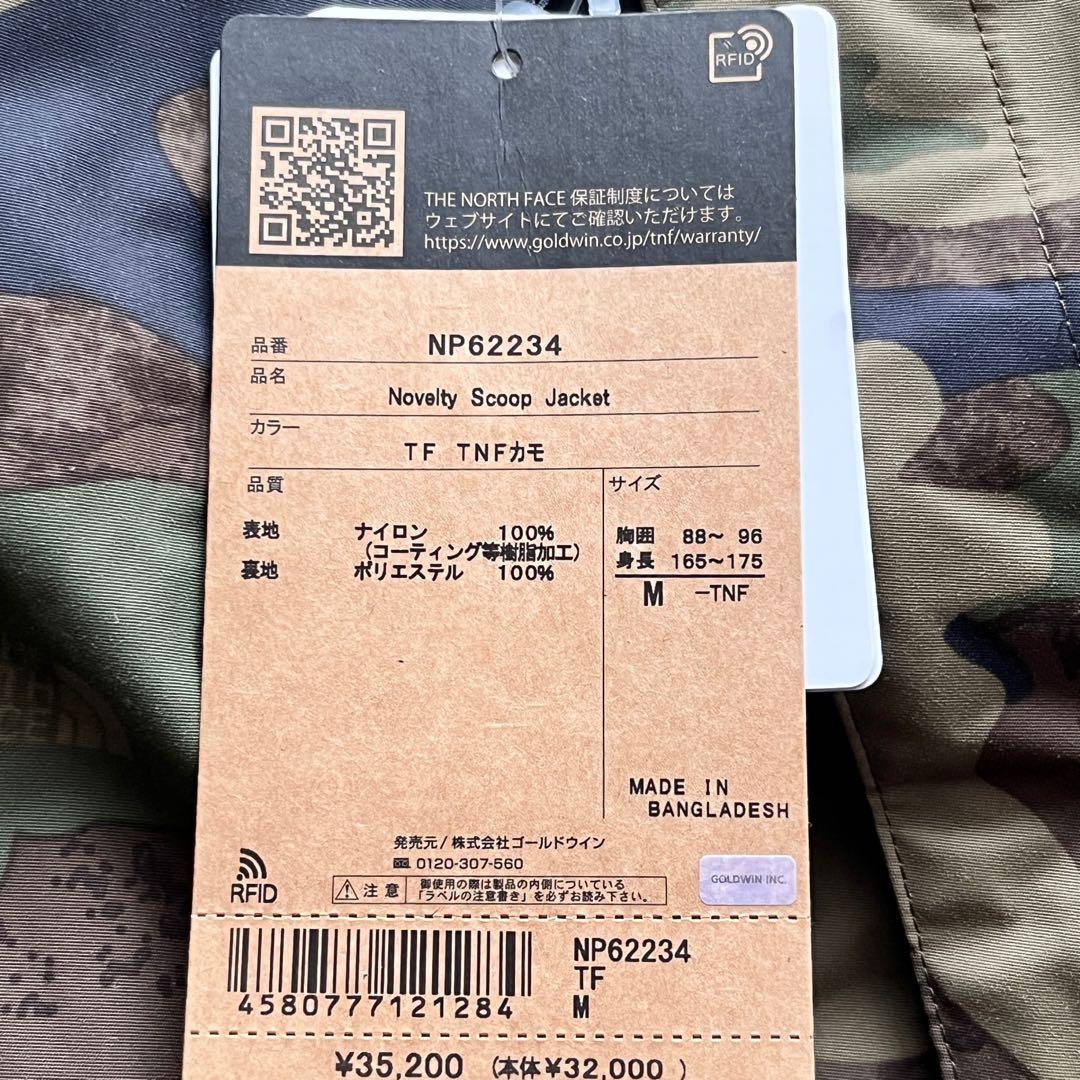 RFID
THE NORTH FACE 保証制度については
ウェブサイトにてご確認いただけます。
https://www.goldwin.co.jp/tnf/warranty/
品番 NP62234
品名
Novelty Scoop Jacket
カラー
TF TNFカモ
品質
表地 ナイロン 100%
(コーティング等樹脂加工)
裏地 ポリエステル 100%
サイズ
胸囲 88~ 96
身長 165~175
M -TNF
MADE IN
BANGLADESH
発売元/株式会社ゴールドウイン
0120-307-560
RFID
注意
御使用の際は製品の内側についている
「ラベルの注意書き」を必ずお読み下さい。
GOLDWIN INC.
4580777121284
NP62234
TF
M
¥35,200 (本体¥32,000 )